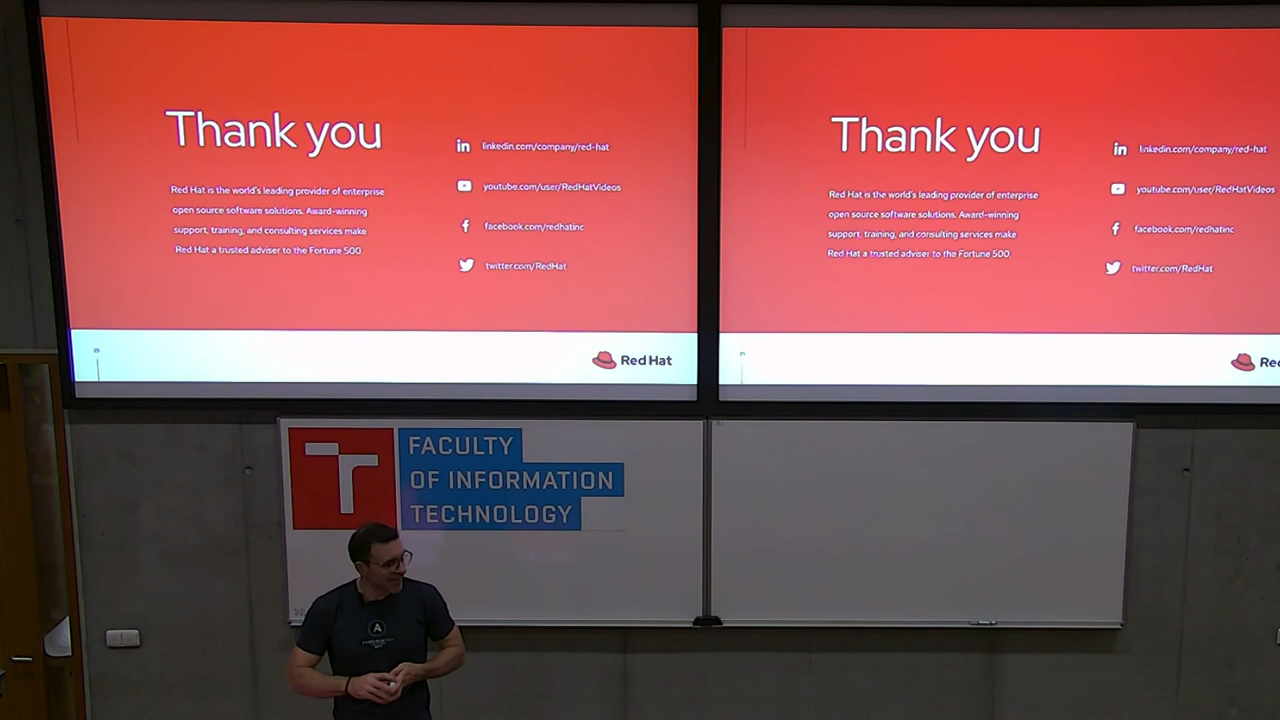 Thank you
Red Hat is the world's leading provider of enterprise
open source software solutions. Award-winning
support, training, and consulting services make
Red Hat a trusted adviser to the Fortune 500.
linkedin.com/company/red-hat
youtube.com/user/RedHatVideos
facebook.com/redhatinc
twitter.com/RedHat
Red Hat
Thank you
Red Hat is the world's leading provider of enterprise
open source software solutions. Award-winning
support, training, and consulting services make
Red Hat a trusted adviser to the Fortune 500.
linkedin.com/company/red-hat
youtube.com/user/RedHatVideos
facebook.com/redhatinc
twitter.com/RedHat
Red
FACULTY
OF INFORMATION
TECHNOLOGY
A